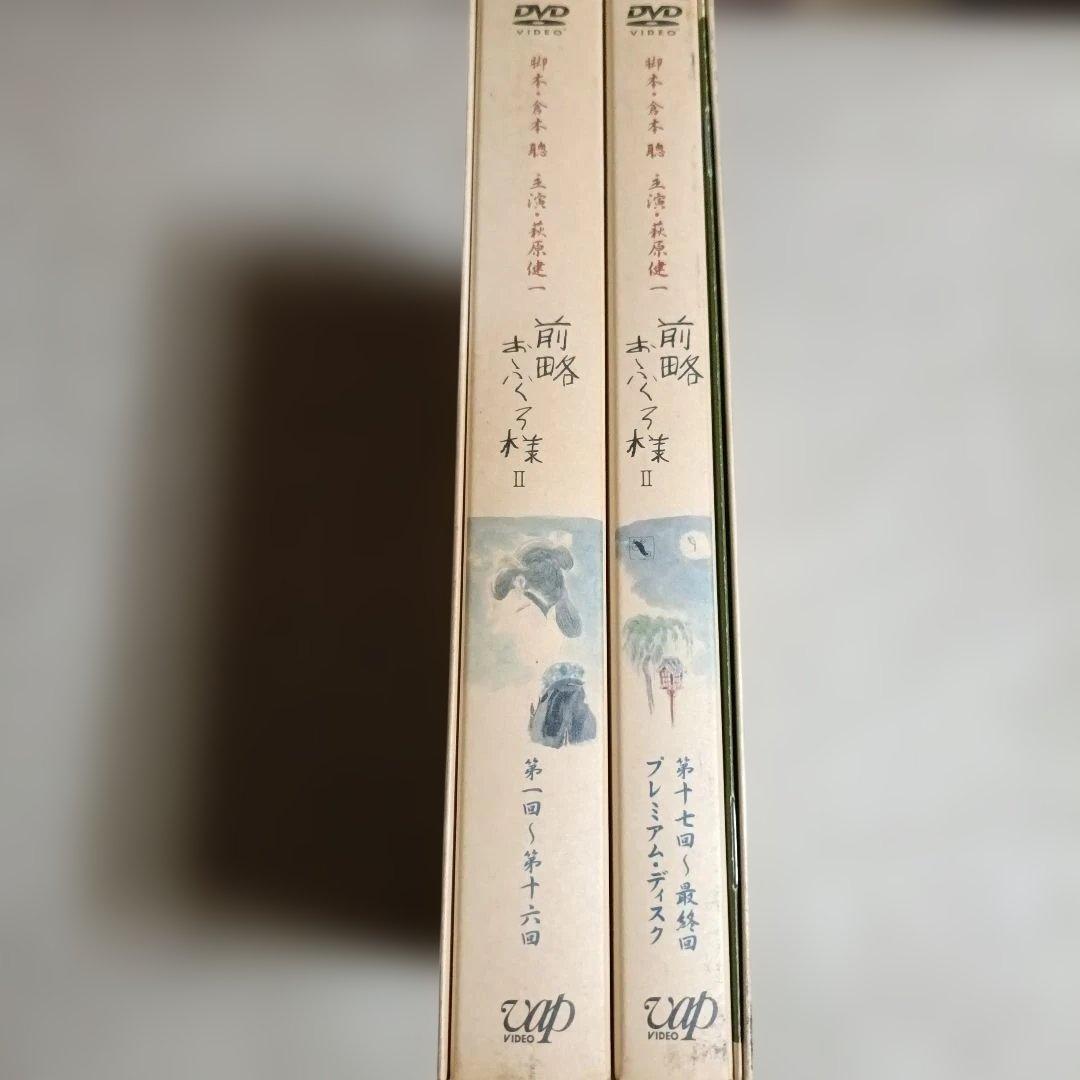 DVD
VIDEO
脚本・倉本 聰 主演・萩原健一
前略
おふくろ様
II
第一回～第十六回
vap
VIDEO
DVD
VIDEO
脚本・倉本 聰 主演・萩原健一
前略
おふくろ様
II
第十七回～最終回
プレミアム・ディスク
vap
VIDEO